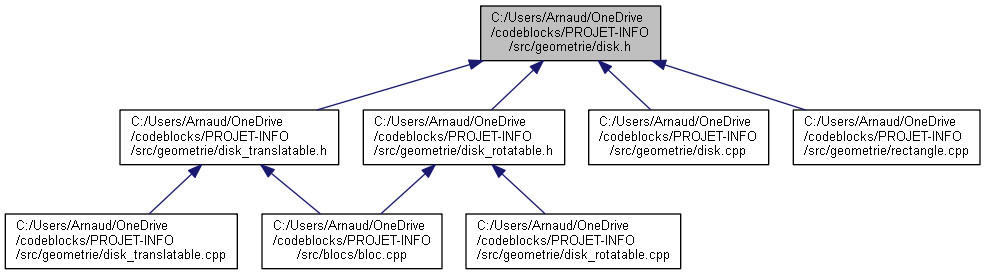 C:/Users/Arnaud/OneDrive
/codeblocks/PROJET-INFO
/src/geometrie/disk.h
C:/Users/Arnaud/OneDrive
/codeblocks/PROJET-INFO
/src/geometrie/disk_translatable.h
C:/Users/Arnaud/OneDrive
/codeblocks/PROJET-INFO
/src/geometrie/disk_rotatable.h
C:/Users/Arnaud/OneDrive
/codeblocks/PROJET-INFO
/src/geometrie/disk.cpp
C:/Users/Arnaud/OneDrive
/codeblocks/PROJET-INFO
/src/geometrie/rectangle.cpp
C:/Users/Arnaud/OneDrive
/codeblocks/PROJET-INFO
/src/geometrie/disk_translatable.cpp
C:/Users/Arnaud/OneDrive
/codeblocks/PROJET-INFO
/src/blocs/bloc.cpp
C:/Users/Arnaud/OneDrive
/codeblocks/PROJET-INFO
/src/geometrie/disk_rotatable.cpp